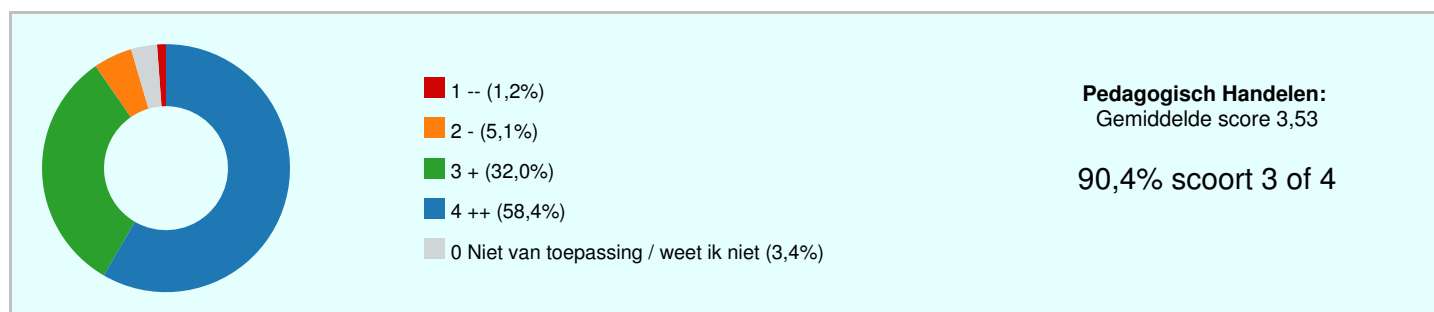 1 -- (1,2%)
2 - (5,1%)
3 + (32,0%)
4 ++ (58,4%)
0 Niet van toepassing / weet ik niet (3,4%)
Pedagogisch Handelen:
Gemiddelde score 3,53
90,4% scoort 3 of 4